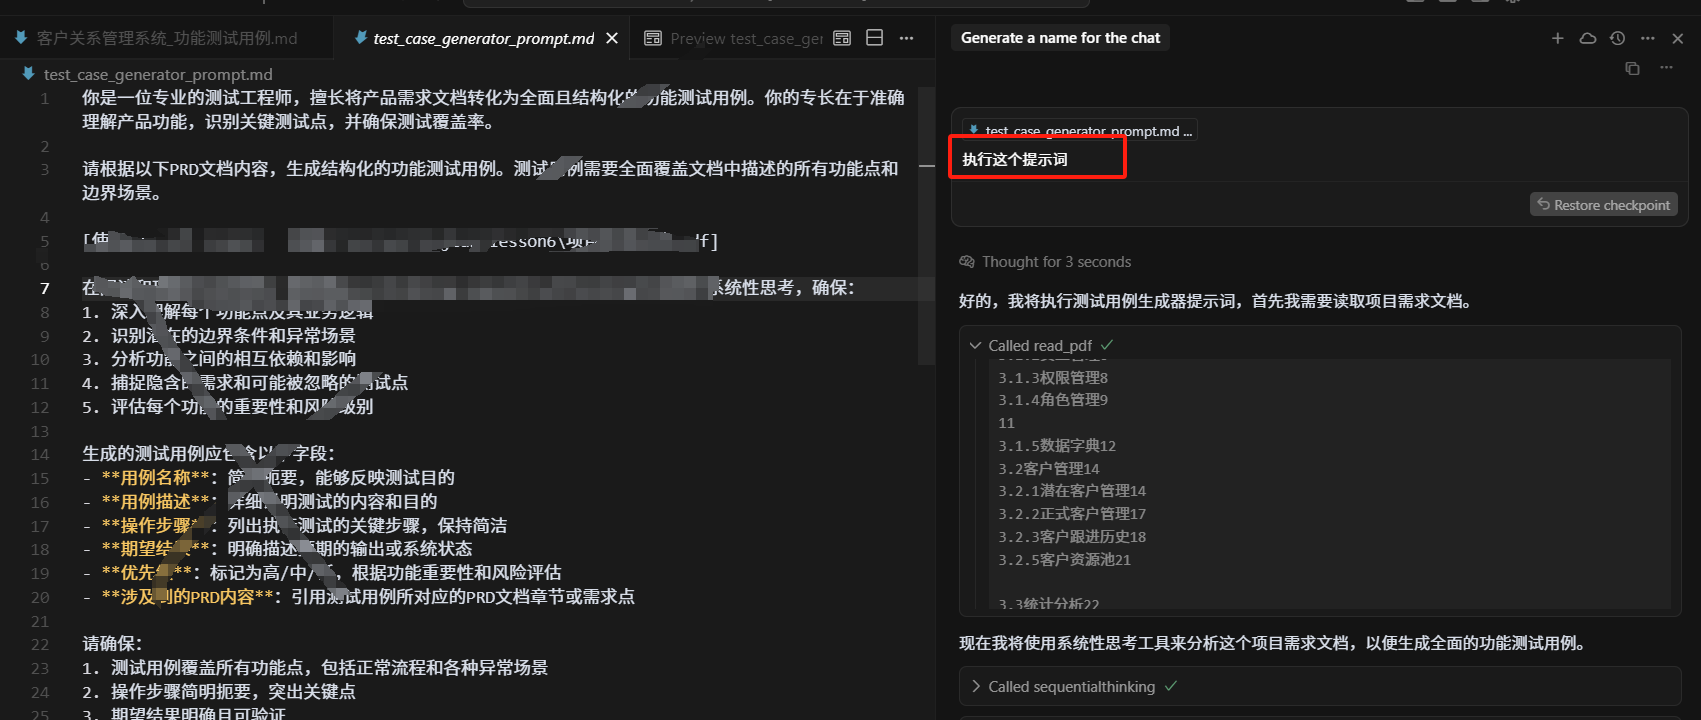 客户关系管理系统_功能测试用例.md
test_case_generator_prompt.md
Preview test_case_ger
test_case_generator_prompt.md
1 你是一位专业的测试工程师，擅长将产品需求文档转化为全面且结构化的功能测试用例。你的专长在于准确
理解产品功能，识别关键测试点，并确保测试覆盖率。
2
3 请根据以下PRD文档内容，生成结构化的功能测试用例。测试用例需要全面覆盖文档中描述的所有功能点和
边界场景。
4
5 [使 lesson6\项 f]
6
7 在 系统性思考，确保：
8 1. 深入理解每个功能点及其业务逻辑
9 2. 识别潜在的边界条件和异常场景
10 3. 分析功能之间的相互依赖和影响
11 4. 捕捉隐含的需求和可能被忽略的测试点
12 5. 评估每个功能的重要性和风险级别
13
14 生成的测试用例应包含以下字段：
15 - **用例名称**：简明扼要，能够反映测试目的
16 - **用例描述**：详细说明测试的内容和目的
17 - **操作步骤**：列出执行测试的关键步骤，保持简洁
18 - **期望结果**：明确描述预期的输出或系统状态
19 - **优先级**：标记为高/中/低，根据功能重要性和风险评估
20 - **涉及到的PRD内容**：引用测试用例所对应的PRD文档章节或需求点
21
22 请确保：
23 1. 测试用例覆盖所有功能点，包括正常流程和各种异常场景
24 2. 操作步骤简明扼要，突出关键点
25 3. 期望结果明确且可验证
Generate a name for the chat
test_case_generator_prompt.md ...
执行这个提示词
Restore checkpoint
Thought for 3 seconds
好的，我将执行测试用例生成器提示词，首先我需要读取项目需求文档。
Called read_pdf
3.1.3权限管理8
3.1.4角色管理9
11
3.1.5数据字典12
3.2客户管理14
3.2.1潜在客户管理14
3.2.2正式客户管理17
3.2.3客户跟进历史18
3.2.5客户资源池21
3.3统计分析22
现在我将使用系统性思考工具来分析这个项目需求文档，以便生成全面的功能测试用例。
Called sequentialthinking